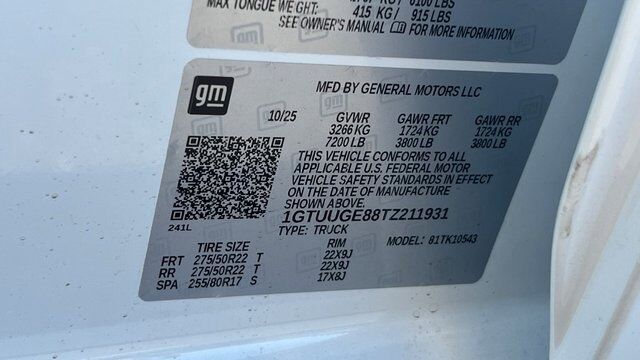 6100 LBS
MAX TONGUE WEIGHT:
415 KG / 915 LBS
SEE OWNER'S MANUAL FOR MORE INFORMATION
gm
MFD BY GENERAL MOTORS LLC
10/25 GVWR GAWR FRT GAWR RR
3266 KG 1724 KG 1724 KG
7200 LB 3800 LB 3800 LB
THIS VEHICLE CONFORMS TO ALL
APPLICABLE U.S. FEDERAL MOTOR
VEHICLE SAFETY STANDARDS IN EFFECT
ON THE DATE OF MANUFACTURE
SHOWN ABOVE.
1GTUUGE88TZ211931
241L
TYPE: TRUCK MODEL: 81TK10543
TIRE SIZE RIM
FRT 275/50R22 T 22X9J
RR 275/50R22 T 22X9J
SPA 255/80R17 S 17X8J